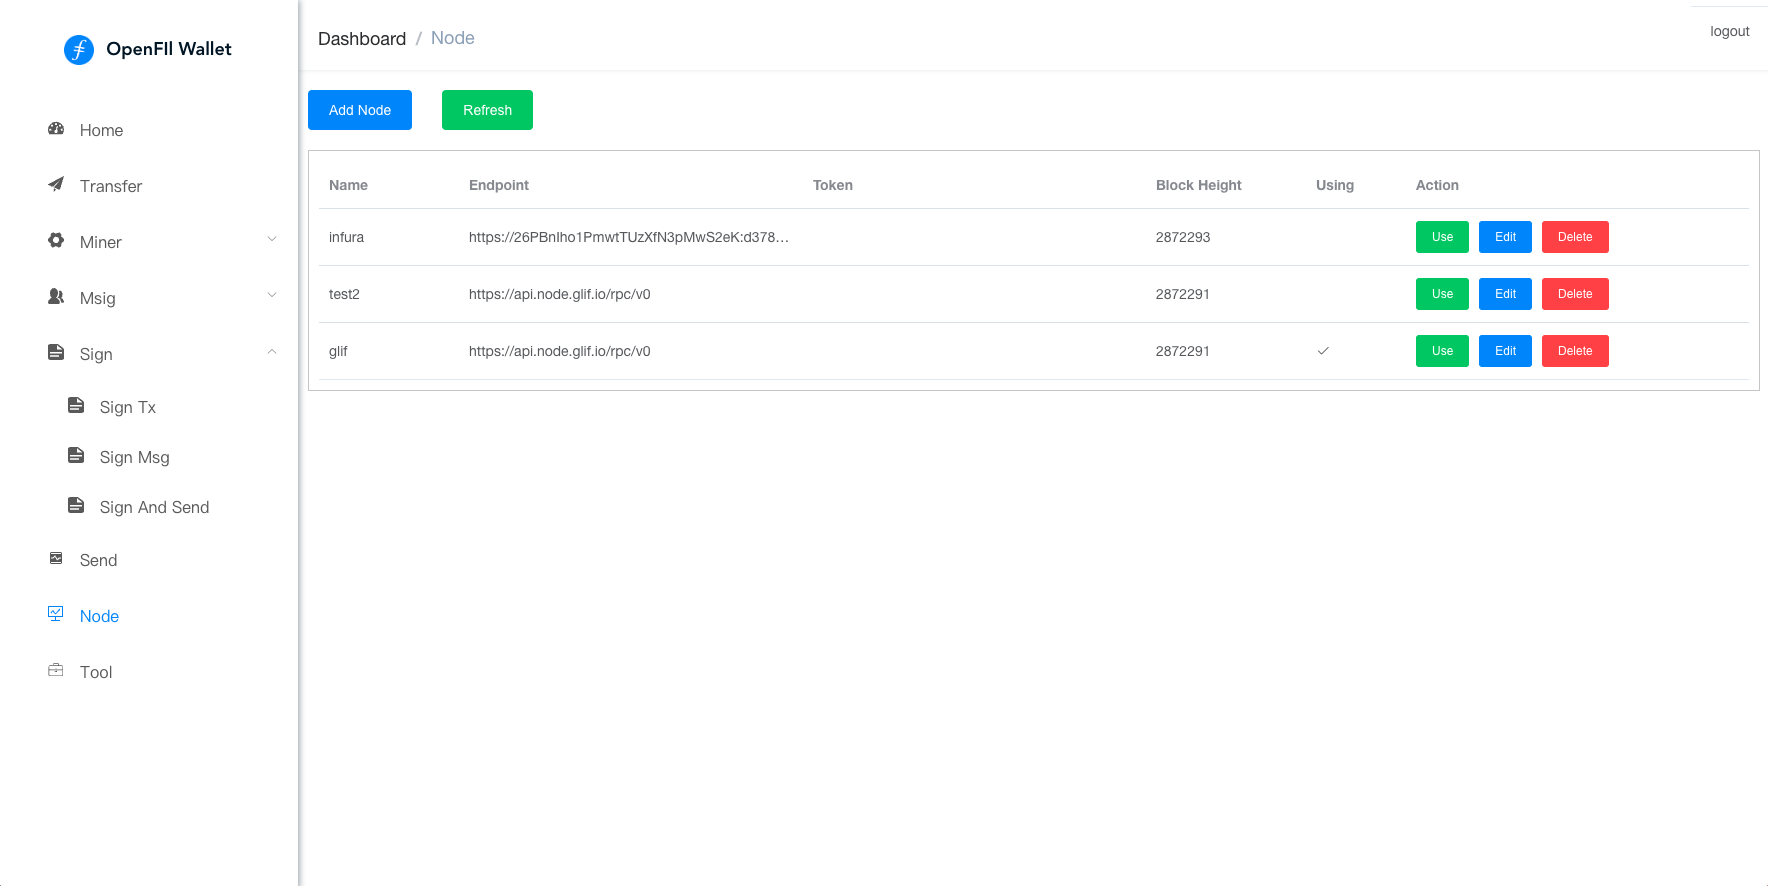 OpenFIl Wallet
Home
Transfer
Miner
Msig
Sign
Sign Tx
Sign Msg
Sign And Send
Send
Node
Tool
Dashboard / Node
logout
Add Node Refresh
Name Endpoint Token Block Height Using Action
infura https://26PBnIho1PmwtTUzXfN3pMwS2eK:d378... 2872293 Use Edit Delete
test2 https://api.node.glif.io/rpc/v0 2872291 Use Edit Delete
glif https://api.node.glif.io/rpc/v0 2872291 ✓ Use Edit Delete